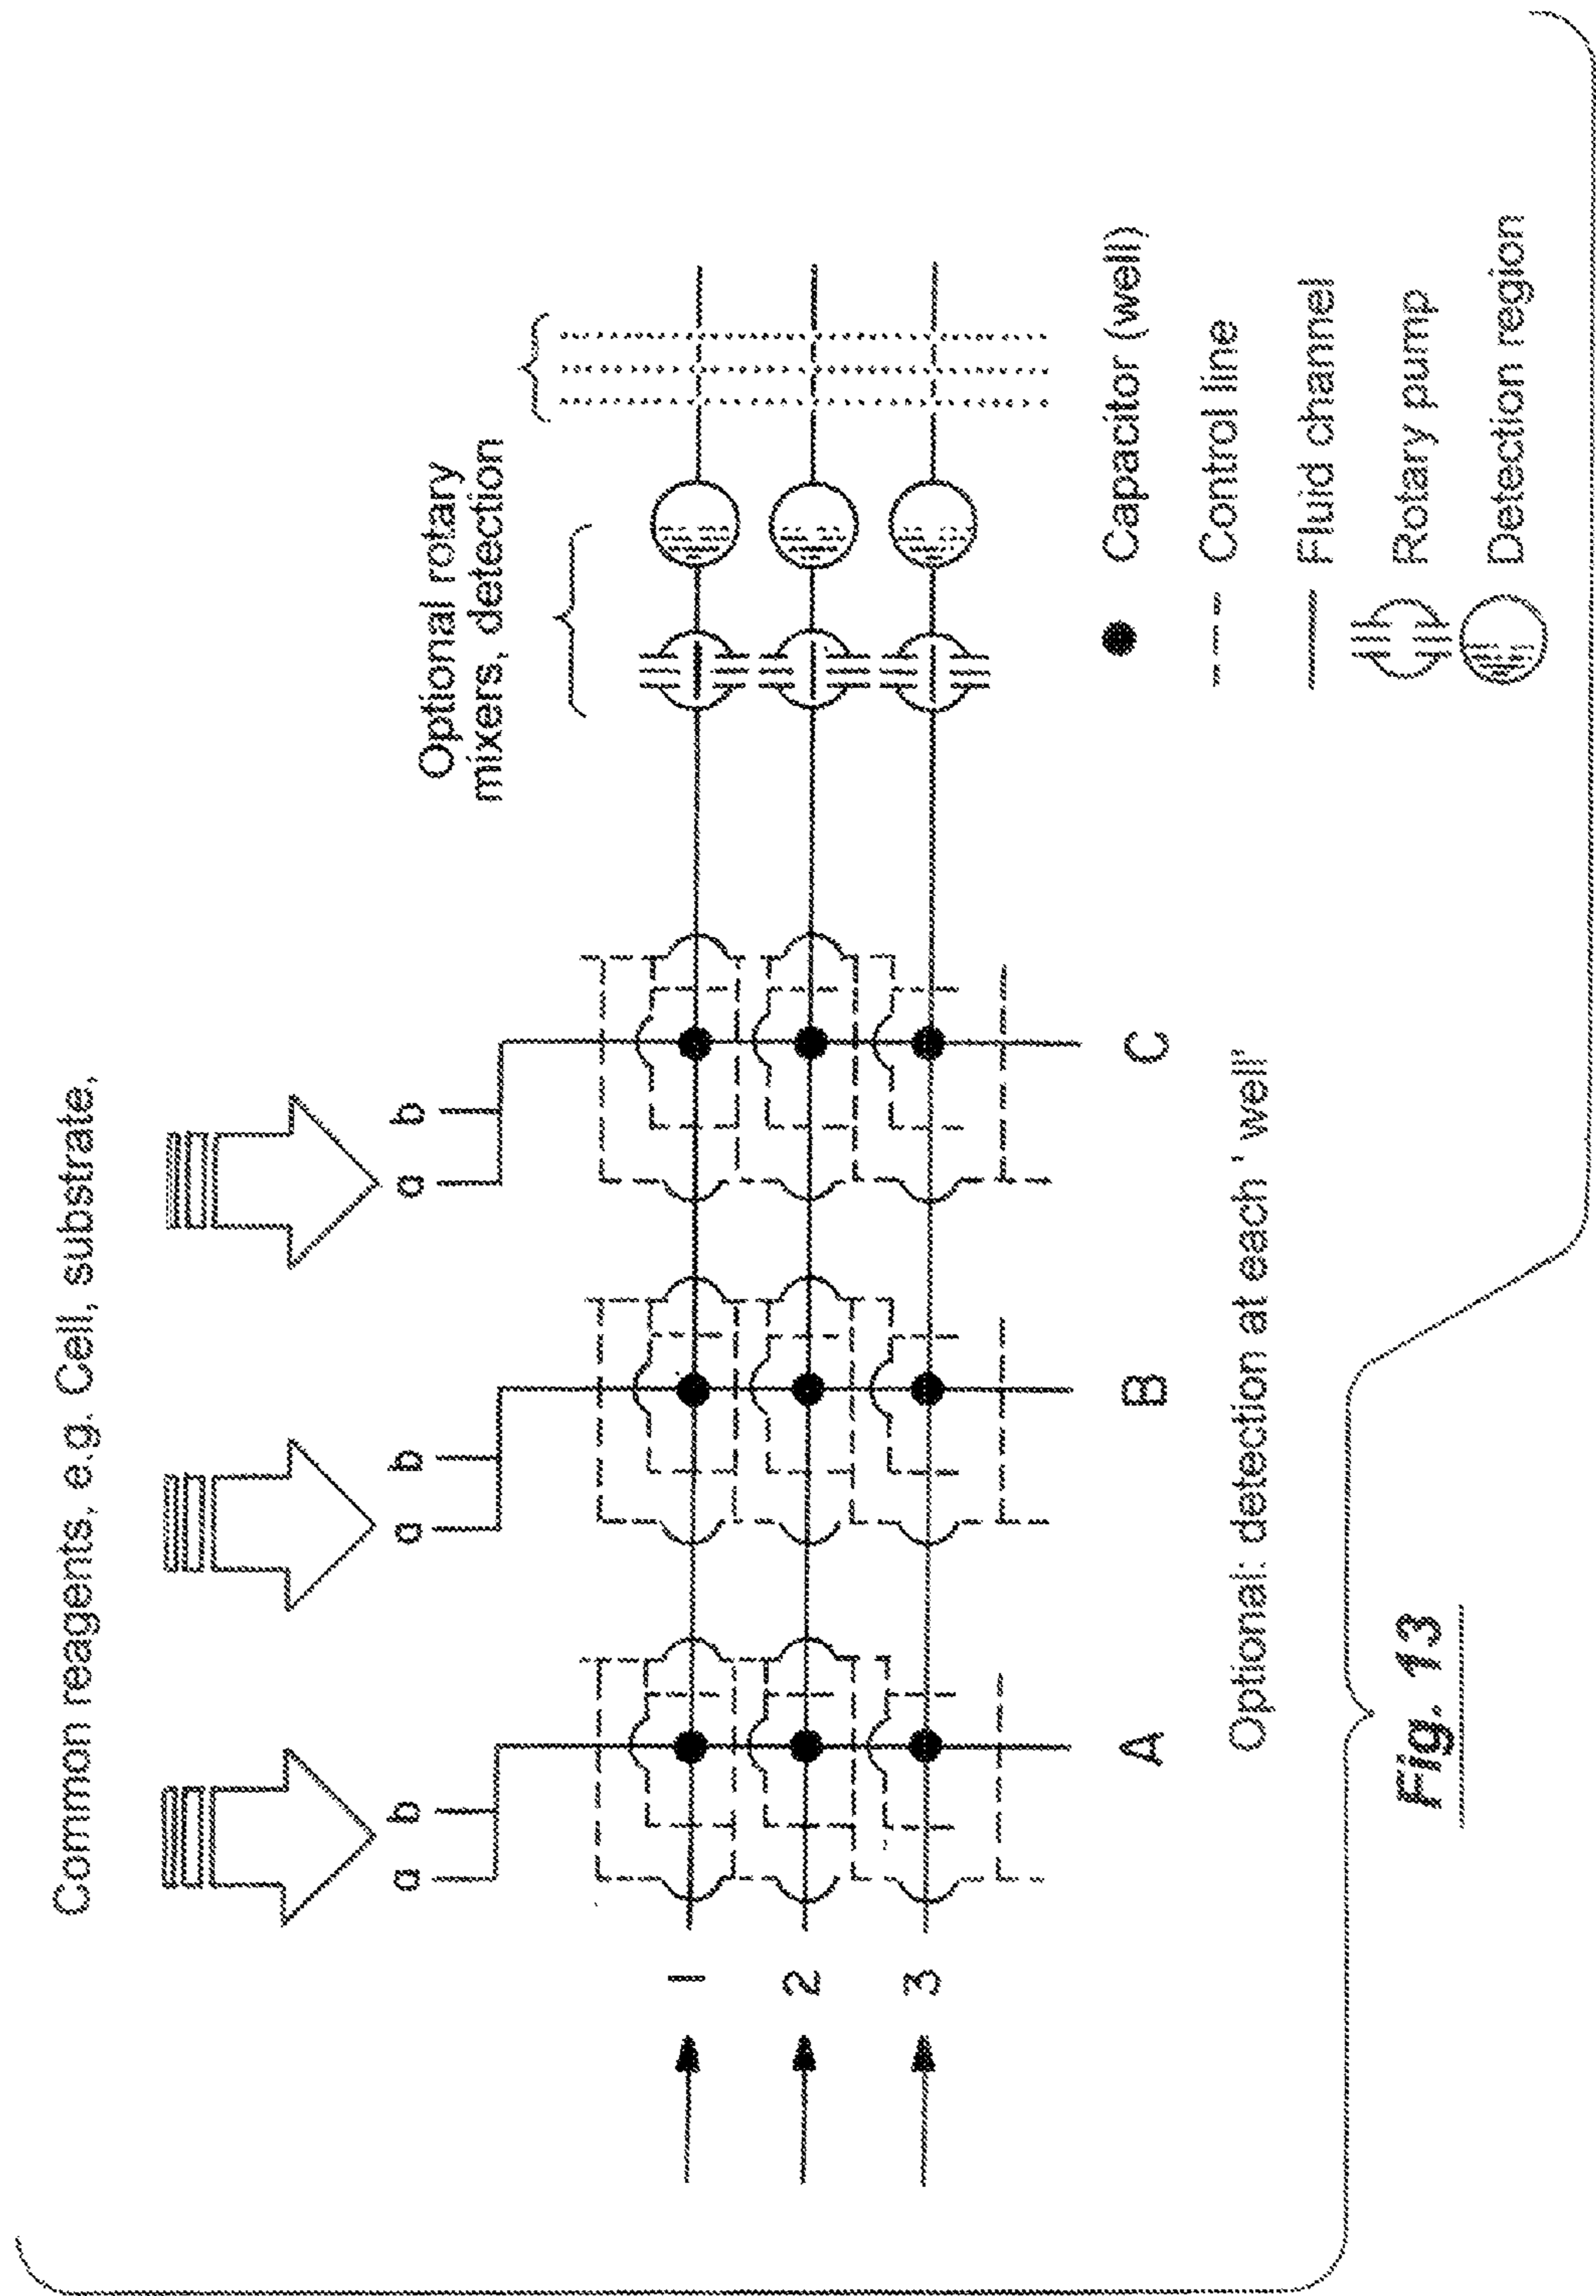 Common reagents, e.g. Cell, substrate,
a b
a b
a b
Optional rotary
mixers, detection
1
2
3
A
B
C
Optional: detection at each ' well'
Capacitor (well)
Control line
Fluid channel
Rotary pump
Detection region
Fig. 13